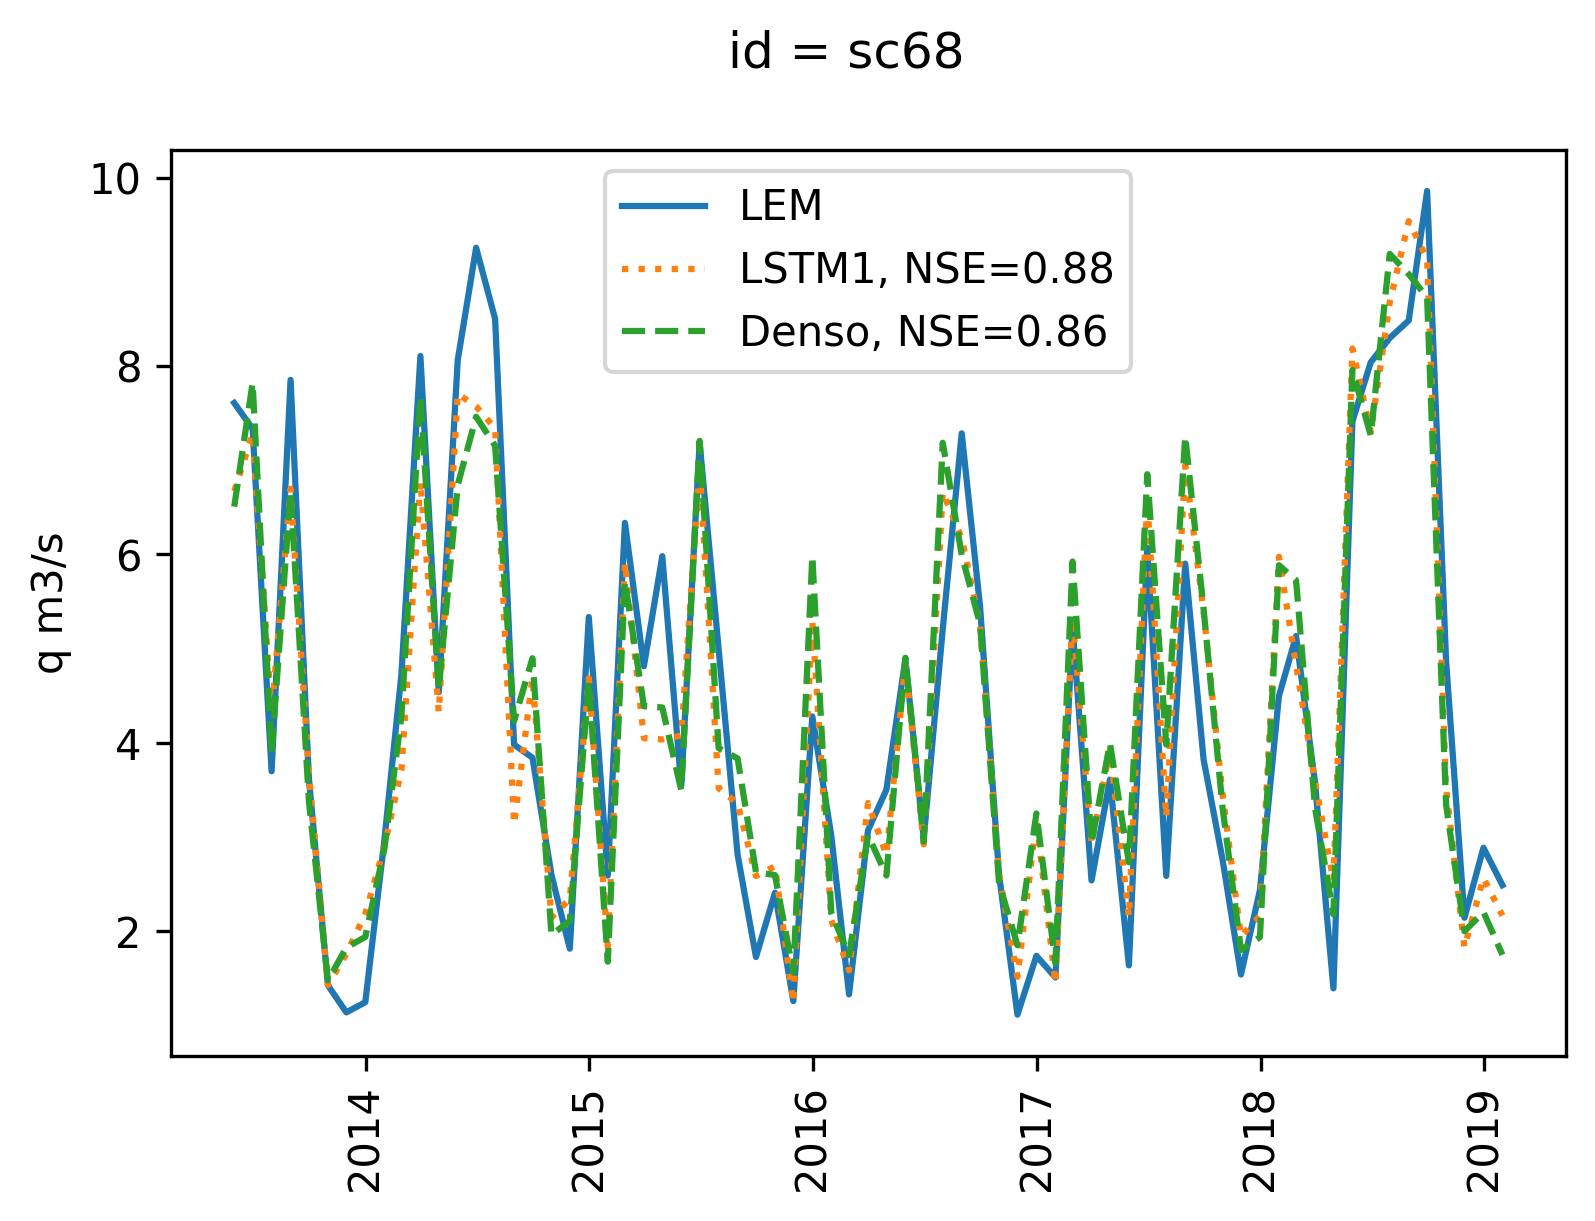 id = sc68
LEM
LSTM1, NSE=0.88
Denso, NSE=0.86
q m3/s
10
8
6
4
2
2014
2015
2016
2017
2018
2019